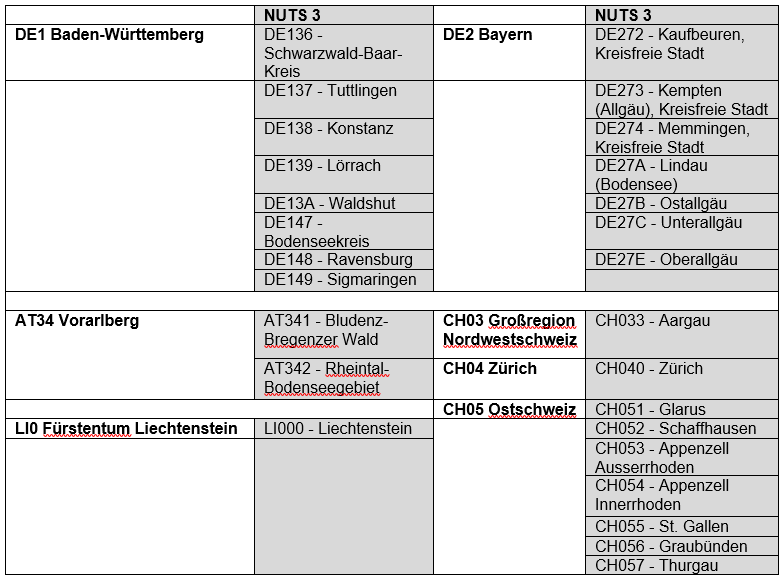 NUTS 3
NUTS 3
DE1 Baden-Württemberg
DE136 -
Schwarzwald-Baar-
Kreis
DE2 Bayern
DE272 - Kaufbeuren,
Kreisfreie Stadt
DE137 - Tuttlingen
DE273 - Kempten
(Allgäu), Kreisfreie Stadt
DE138 - Konstanz
DE274 - Memmingen,
Kreisfreie Stadt
DE139 - Lörrach
DE27A - Lindau
(Bodensee)
DE13A - Waldshut
DE27B - Ostallgäu
DE147 -
Bodenseekreis
DE27C - Unterallgäu
DE148 - Ravensburg
DE27E - Oberallgäu
DE149 - Sigmaringen
AT34 Vorarlberg
AT341 - Bludenz-
Bregenzer Wald
CH03 Großregion
Nordwestschweiz
CH033 - Aargau
AT342 - Rheintal-
Bodenseegebiet
CH04 Zürich
CH040 - Zürich
CH05 Ostschweiz
CH051 - Glarus
LI0 Fürstentum Liechtenstein
LI000 - Liechtenstein
CH052 - Schaffhausen
CH053 - Appenzell
Ausserrhoden
CH054 - Appenzell
Innerrhoden
CH055 - St. Gallen
CH056 - Graubünden
CH057 - Thurgau